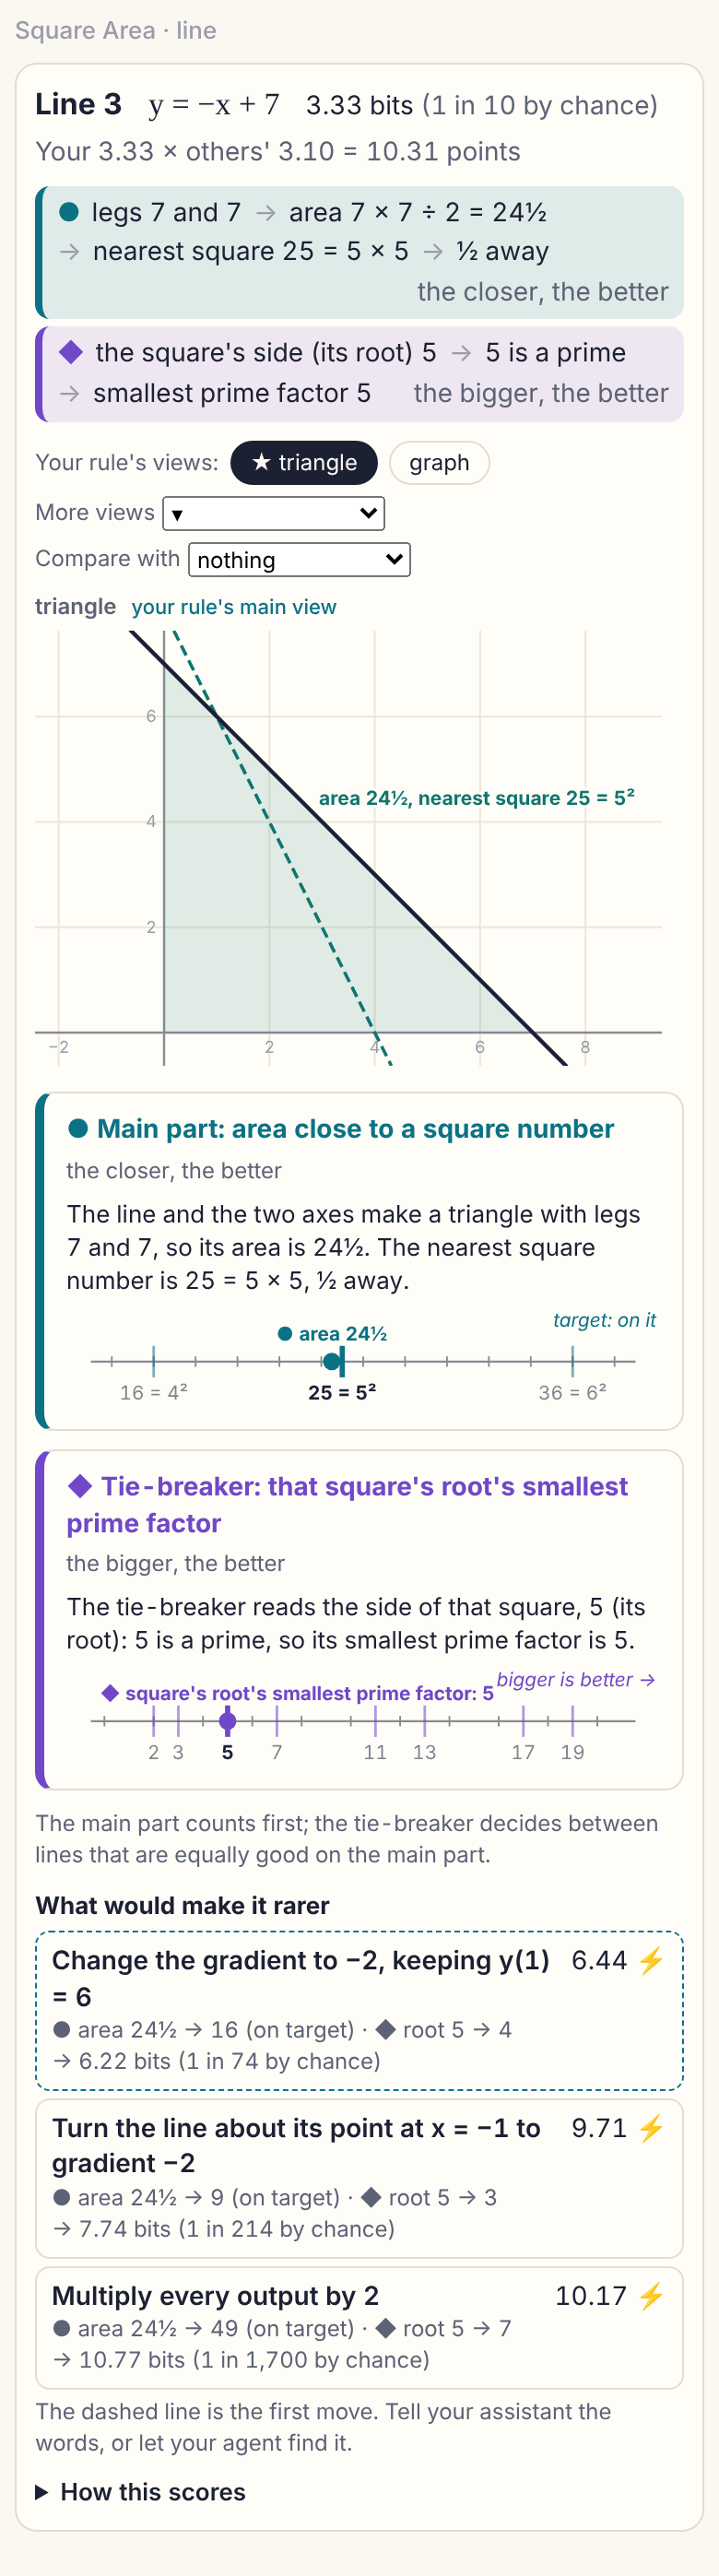 Square Area · line
Line 3 y = −x + 7 3.33 bits (1 in 10 by chance)
Your 3.33 × others' 3.10 = 10.31 points
● legs 7 and 7 → area 7 × 7 ÷ 2 = 24½
→ nearest square 25 = 5 × 5 → ½ away
the closer, the better
◆ the square's side (its root) 5 → 5 is a prime
→ smallest prime factor 5 the bigger, the better
Your rule's views: ★ triangle graph
More views ▾
Compare with nothing
triangle your rule's main view
6
area 24½, nearest square 25 = 5²
4
2
−2 2 4 6 8
● Main part: area close to a square number
the closer, the better
The line and the two axes make a triangle with legs
7 and 7, so its area is 24½. The nearest square
number is 25 = 5 × 5, ½ away.
target: on it
● area 24½
16 = 4² 25 = 5² 36 = 6²
◆ Tie-breaker: that square's root's smallest
prime factor
the bigger, the better
The tie-breaker reads the side of that square, 5 (its
root): 5 is a prime, so its smallest prime factor is 5.
bigger is better →
◆ square's root's smallest prime factor: 5
2 3 5 7 11 13 17 19
The main part counts first; the tie-breaker decides between
lines that are equally good on the main part.
What would make it rarer
Change the gradient to −2, keeping y(1) 6.44 ⚡
= 6
● area 24½ → 16 (on target) · ◆ root 5 → 4
→ 6.22 bits (1 in 74 by chance)
Turn the line about its point at x = −1 to 9.71 ⚡
gradient −2
● area 24½ → 9 (on target) · ◆ root 5 → 3
→ 7.74 bits (1 in 214 by chance)
Multiply every output by 2 10.17 ⚡
● area 24½ → 49 (on target) · ◆ root 5 → 7
→ 10.77 bits (1 in 1,700 by chance)
The dashed line is the first move. Tell your assistant the
words, or let your agent find it.
▶ How this scores